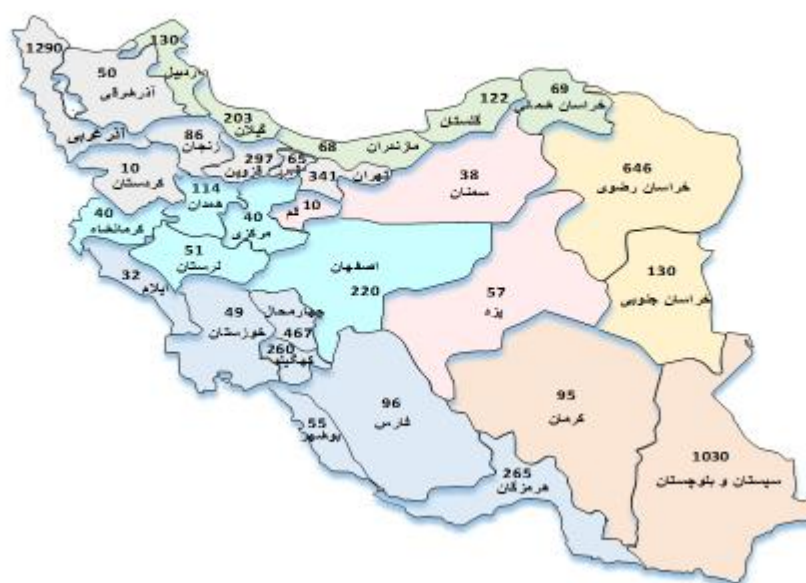 1290
130
اردبیل
50
آذرشرقی
آذرغربی
203
گیلان
86
زنجان
297
قزوین
65
البرز
341
تهران
68
مازندران
122
گلستان
69
خراسان شمالی
646
خراسان رضوی
38
سمنان
10
کردستان
114
همدان
40
کرمانشاه
40
مرکزی
10
قم
51
لرستان
32
ایلام
اصفهان
220
57
یزد
130
خراسان جنوبی
49
خوزستان
چهارمحال
467
260
کهگیلویه
96
فارس
55
بوشهر
95
کرمان
265
هرمزگان
1030
سیستان و بلوچستان